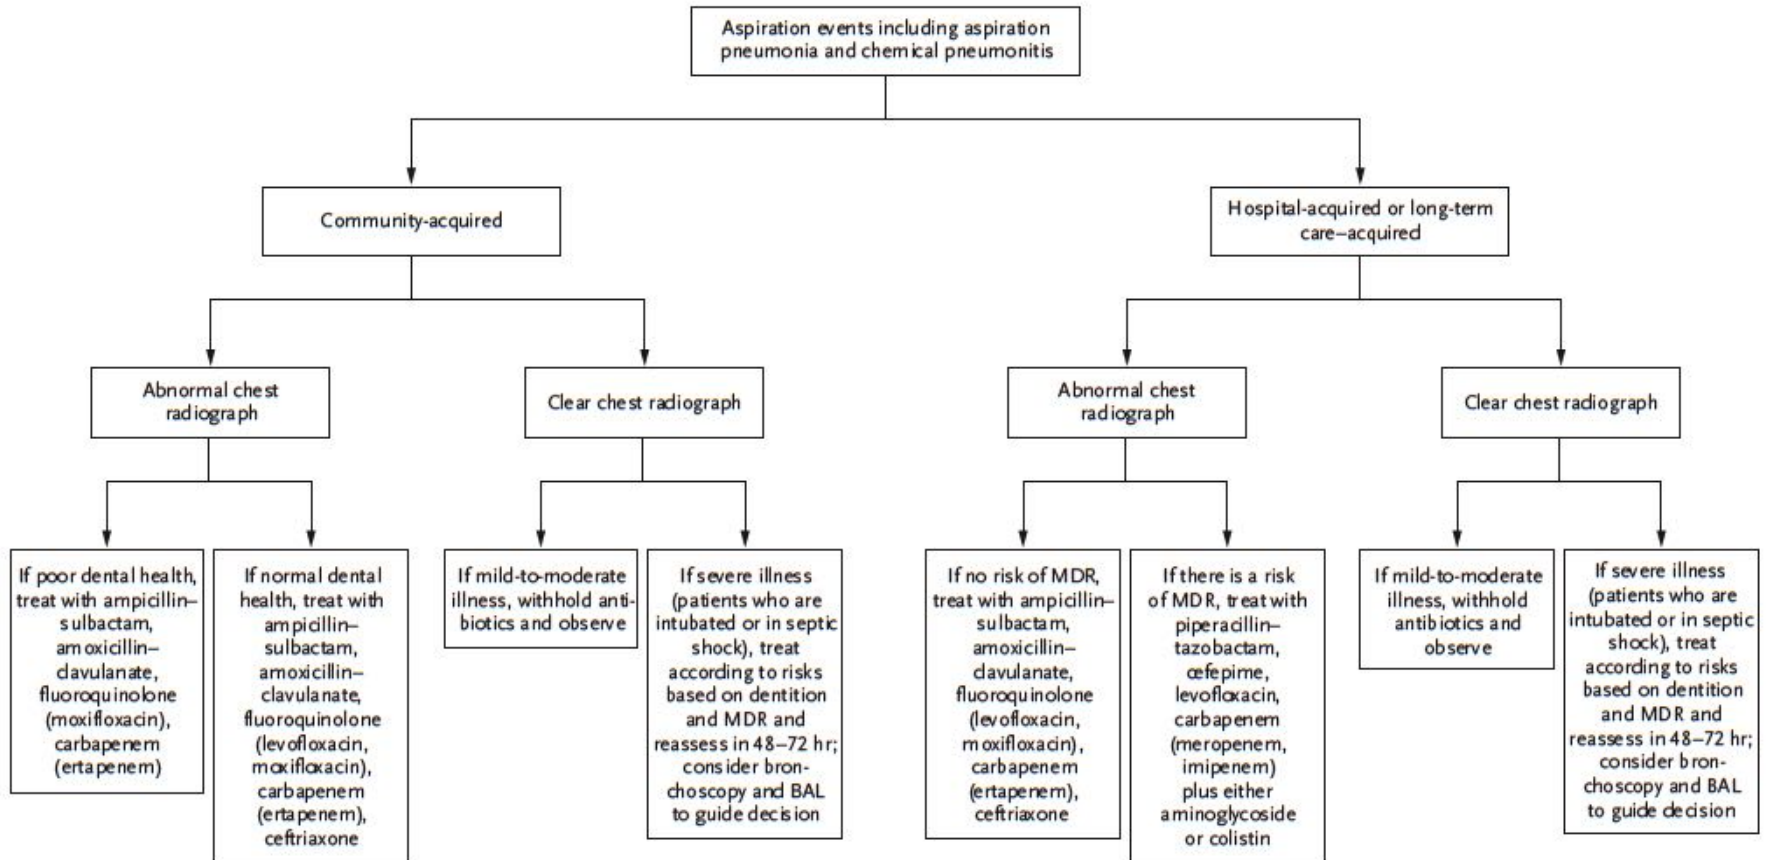 Aspiration events including aspiration
pneumonia and chemical pneumonitis
Community-acquired
Hospital-acquired or long-term
care–acquired
Abnormal chest
radiograph
Clear chest radiograph
Abnormal chest
radiograph
Clear chest radiograph
If poor dental health,
treat with ampicillin–
sulbactam,
amoxicillin–
clavulanate,
fluoroquinolone
(moxifloxacin),
carbapenem
(ertapenem)
If normal dental
health, treat with
ampicillin–
sulbactam,
amoxicillin–
clavulanate,
fluoroquinolone
(levofloxacin,
moxifloxacin),
carbapenem
(ertapenem),
ceftriaxone
If mild-to-moderate
illness, withhold anti-
biotics and observe
If severe illness
(patients who are
intubated or in septic
shock), treat
according to risks
based on dentition
and MDR and
reassess in 48–72 hr;
consider bron-
choscopy and BAL
to guide decision
If no risk of MDR,
treat with ampicillin–
sulbactam,
amoxicillin–
clavulanate,
fluoroquinolone
(levofloxacin,
moxifloxacin),
carbapenem
(ertapenem),
ceftriaxone
If there is a risk
of MDR, treat with
piperacillin–
tazobactam,
cefepime,
levofloxacin,
carbapenem
(meropenem,
imipenem)
plus either
aminoglycoside
or colistin
If mild-to-moderate
illness, withhold
antibiotics and
observe
If severe illness
(patients who are
intubated or in septic
shock), treat
according to risks
based on dentition
and MDR and
reassess in 48–72 hr;
consider bron-
choscopy and BAL
to guide decision